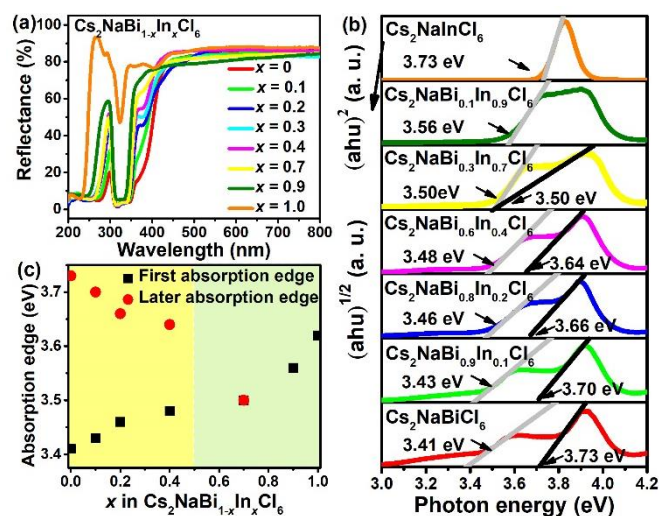 (a)
Cs₂NaBi₁₋ₓInₓCl₆
100
80
60
40
20
0
Reflectance (%)
x = 0
x = 0.1
x = 0.2
x = 0.3
x = 0.4
x = 0.7
x = 0.9
x = 1.0
200 300 400 500 600 700 800
Wavelength (nm)
(c)
First absorption edge
Later absorption edge
3.7
3.6
3.5
3.4
Absorption edge (eV)
0.0 0.2 0.4 0.6 0.8 1.0
x in Cs₂NaBi₁₋ₓInₓCl₆
(b)
(ahu)² (a. u.)
(ahu)^1/2 (a. u.)
Cs₂NaInCl₆
3.73 eV
Cs₂NaBi₀.₁In₀.₉Cl₆
3.56 eV
Cs₂NaBi₀.₃In₀.₇Cl₆
3.50eV
3.50 eV
Cs₂NaBi₀.₆In₀.₄Cl₆
3.48 eV
3.64 eV
Cs₂NaBi₀.₈In₀.₂Cl₆
3.46 eV
3.66 eV
Cs₂NaBi₀.₉In₀.₁Cl₆
3.43 eV
3.70 eV
Cs₂NaBiCl₆
3.41 eV
3.73 eV
3.0 3.2 3.4 3.6 3.8 4.0 4.2
Photon energy (eV)